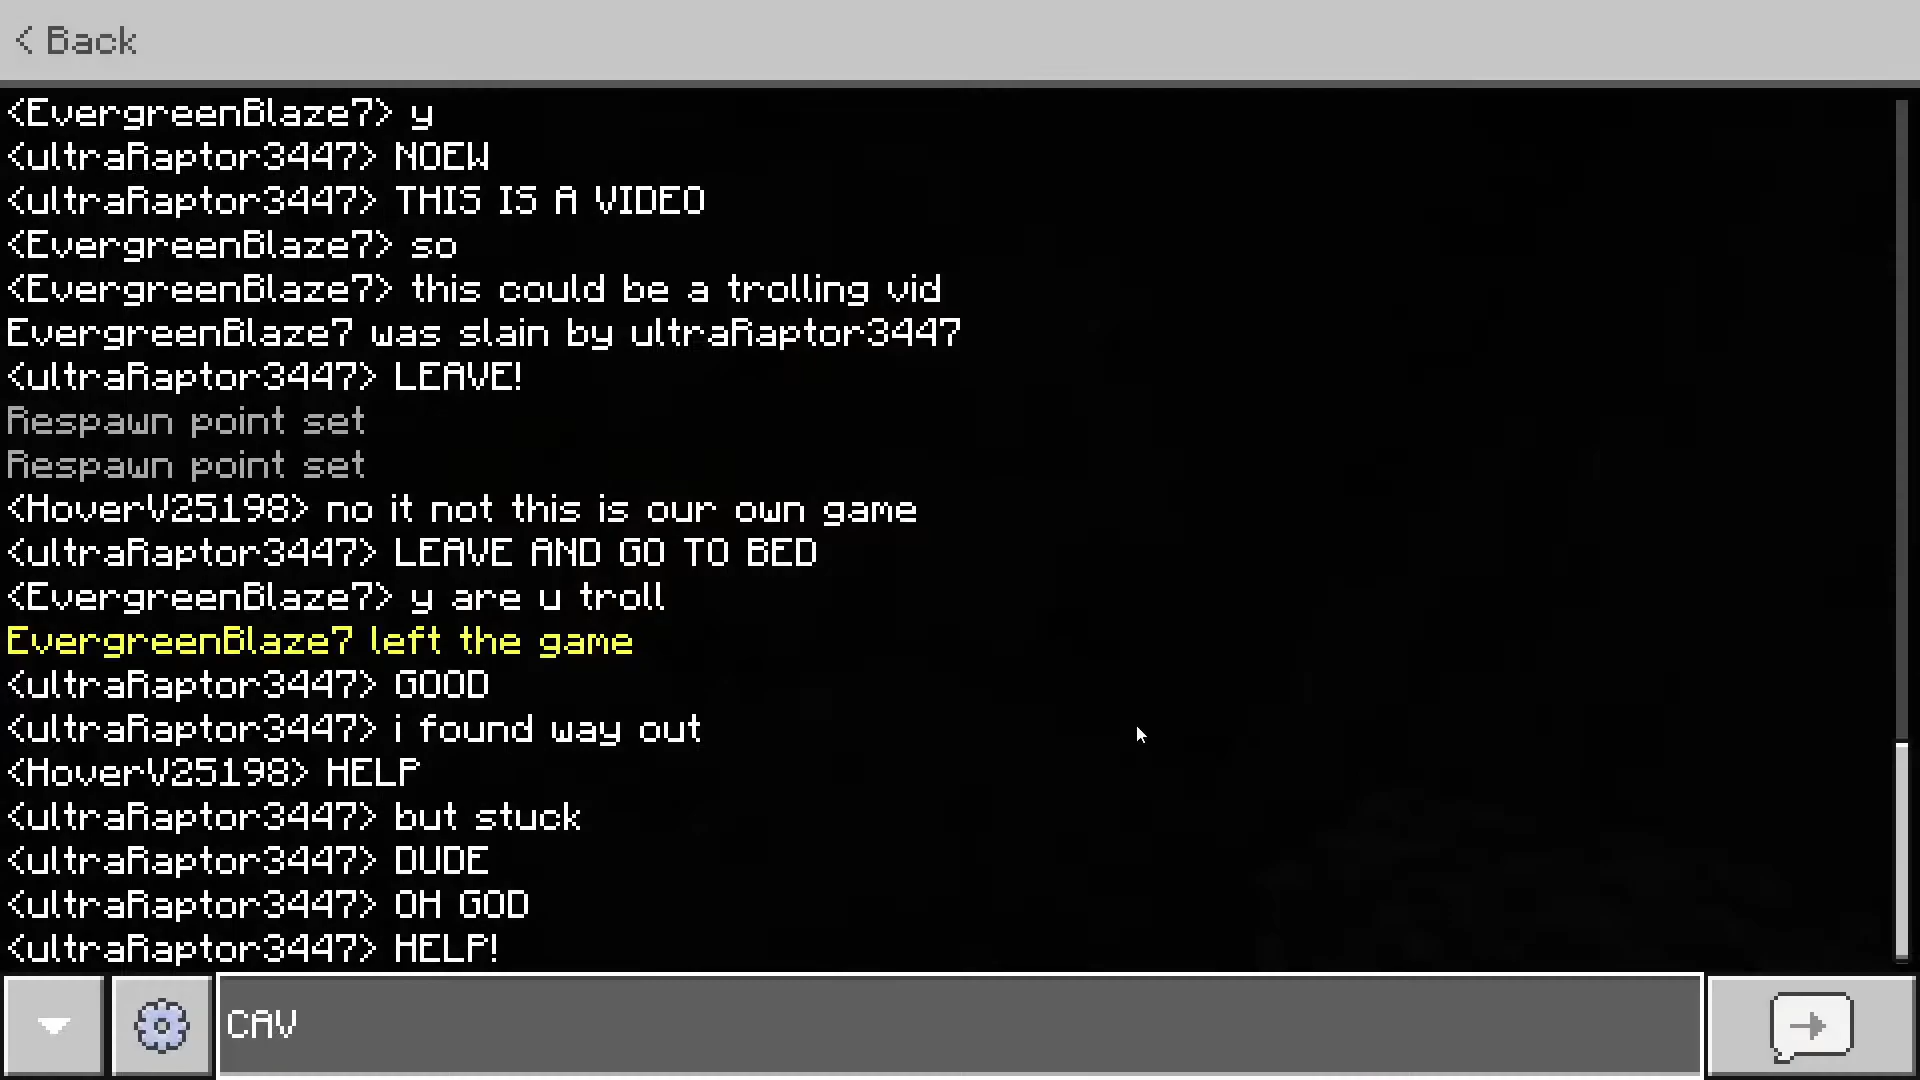 < Back
<EvergreenBlaze7> y
<ultraRaptor3447> NOEW
<ultraRaptor3447> THIS IS A VIDEO
<EvergreenBlaze7> so
<EvergreenBlaze7> this could be a trolling vid
EvergreenBlaze7 was slain by ultraRaptor3447
<ultraRaptor3447> LEAVE!
Respawn point set
Respawn point set
<HoverV25198> no it not this is our own game
<ultraRaptor3447> LEAVE AND GO TO BED
<EvergreenBlaze7> y are u troll
EvergreenBlaze7 left the game
<ultraRaptor3447> GOOD
<ultraRaptor3447> i found way out
<HoverV25198> HELP
<ultraRaptor3447> but stuck
<ultraRaptor3447> DUDE
<ultraRaptor3447> OH GOD
<ultraRaptor3447> HELP!
CAV